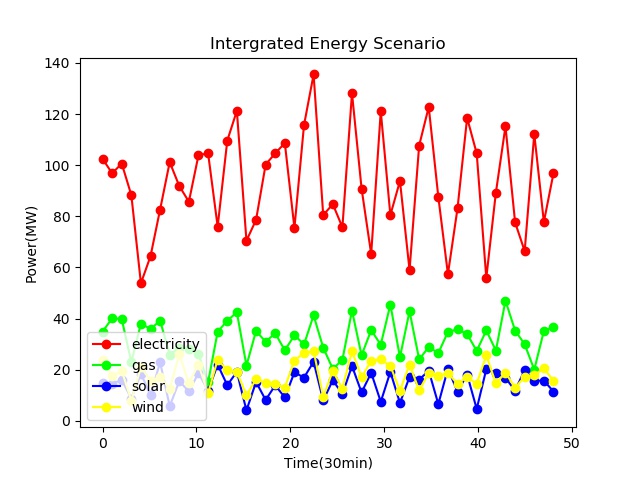 Intergrated Energy Scenario
Power(MW)
140
120
100
80
60
40
20
0
electricity
gas
solar
wind
0 10 20 30 40 50
Time(30min)